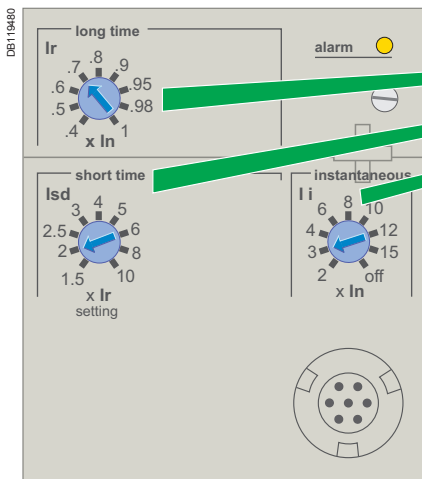 DB119480
long time
Ir
.4 .5 .6 .7 .8 .9 .95 .98 1
x In
alarm
short time
Isd
1.5 2 2.5 3 4 5 6 8 10
x Ir
setting
instantaneous
I i
2 3 4 6 8 10 12 15 off
x In